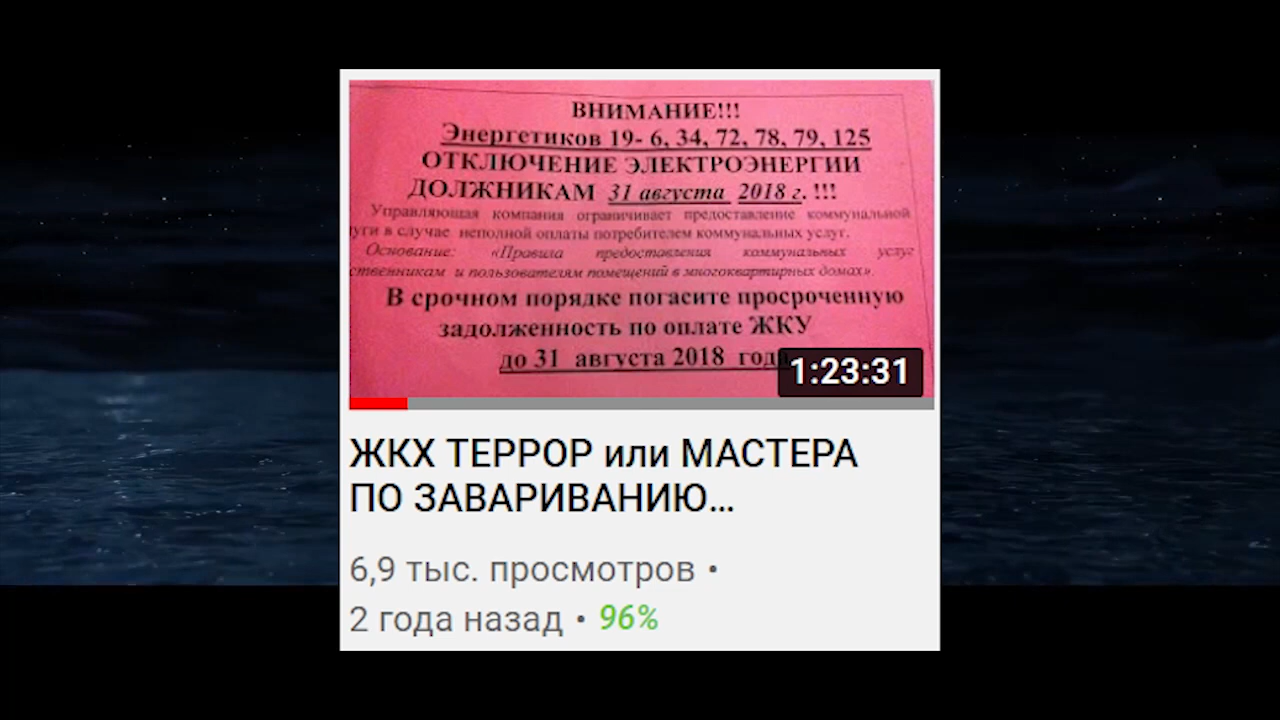 ВНИМАНИЕ!!!
Энергетиков 19- 6, 34, 72, 78, 79, 125
ОТКЛЮЧЕНИЕ ЭЛЕКТРОЭНЕРГИИ
ДОЛЖНИКАМ 31 августа 2018 г. !!!
Управляющая компания ограничивает предоставление коммунальной
уги в случае неполной оплаты потребителем коммунальных услуг.
Основание: «Правила предоставления коммунальных услуг
ственникам и пользователям помещений в многоквартирных домах».
В срочном порядке погасите просроченную
задолженность по оплате ЖКУ
до 31 августа 2018 года
1:23:31
ЖКХ ТЕРРОР или МАСТЕРА
ПО ЗАВАРИВАНИЮ...
6,9 тыс. просмотров •
2 года назад • 96%